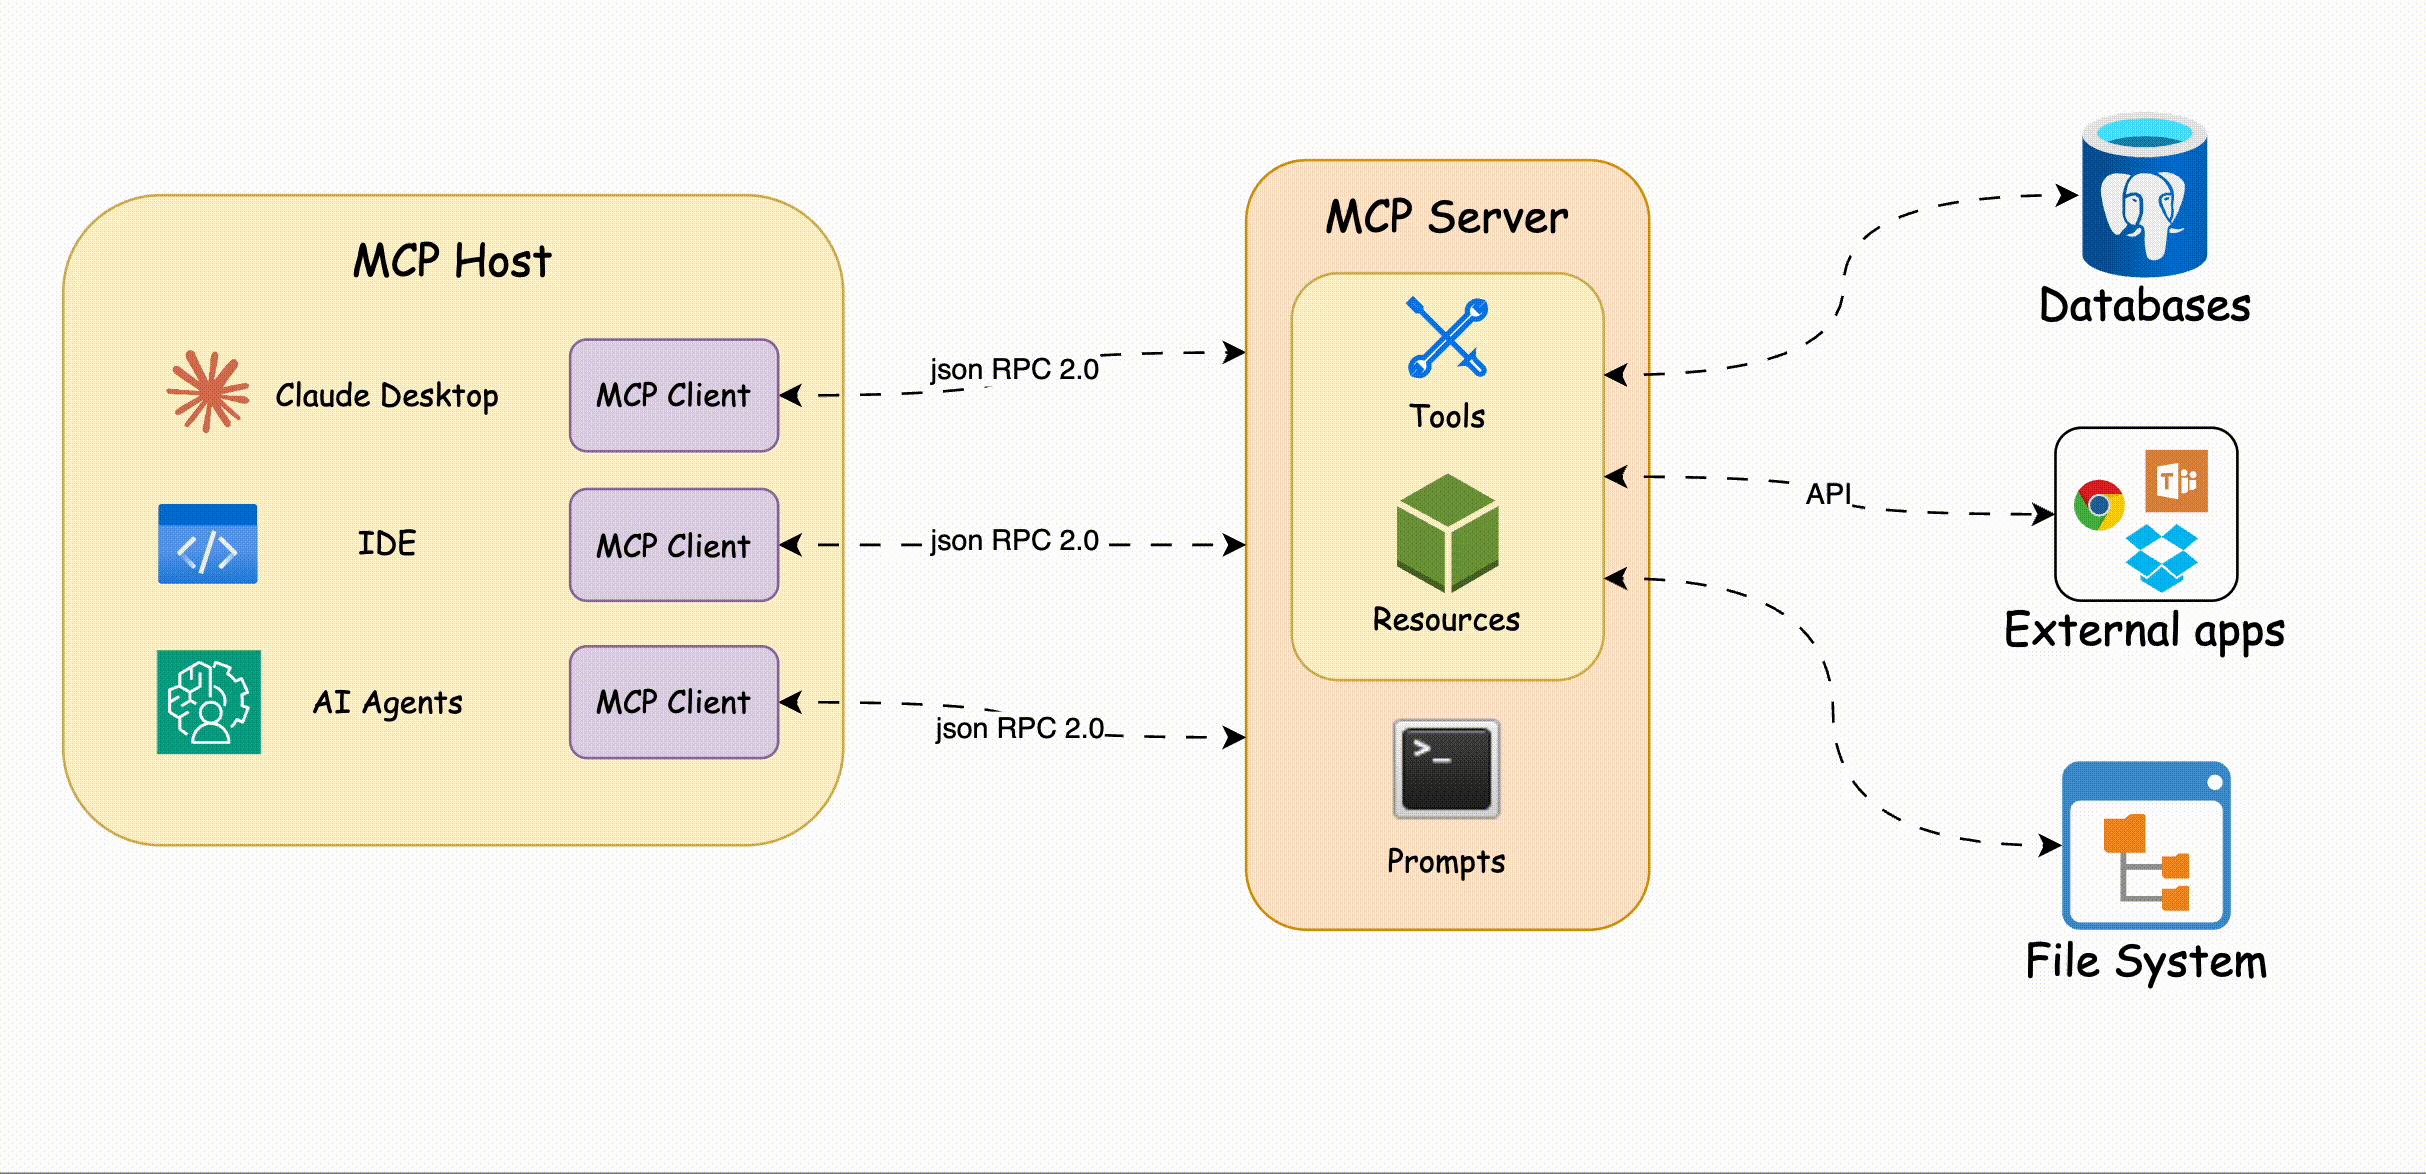 MCP Host
Claude Desktop
MCP Client
IDE
MCP Client
AI Agents
MCP Client
json RPC 2.0
json RPC 2.0
json RPC 2.0
MCP Server
Tools
Resources
>_
Prompts
API
Databases
T
External apps
File System